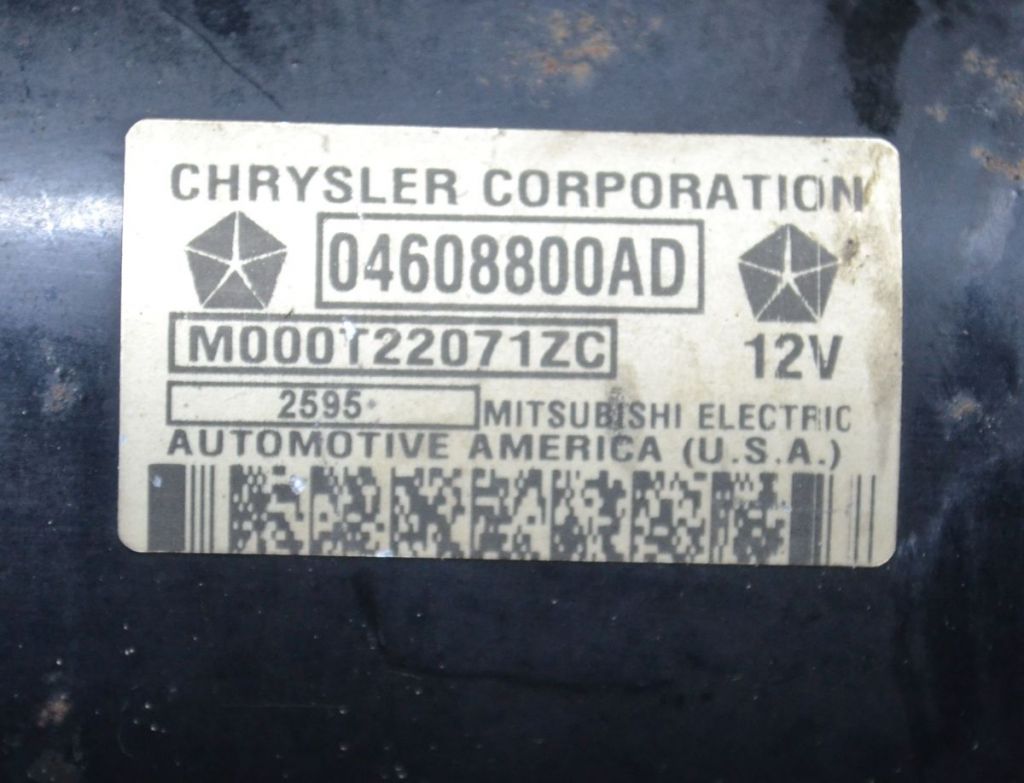 CHRYSLER CORPORATION
04608800AD
M000T22071ZC 12V
2595 MITSUBISHI ELECTRIC
AUTOMOTIVE AMERICA (U.S.A.)